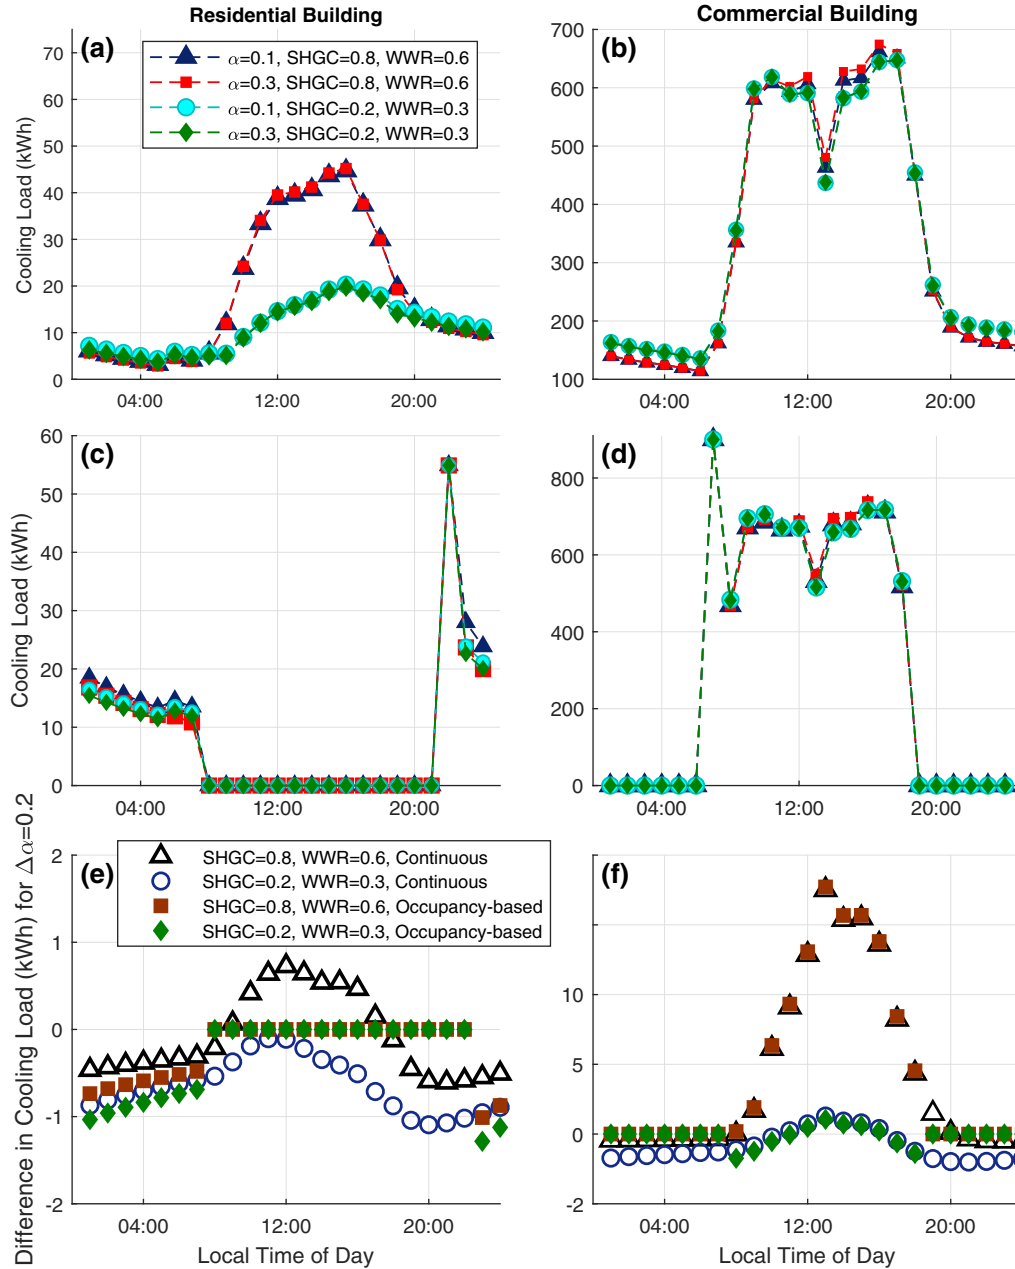 Residential Building
Commercial Building
(a)
α=0.1, SHGC=0.8, WWR=0.6
α=0.3, SHGC=0.8, WWR=0.6
α=0.1, SHGC=0.2, WWR=0.3
α=0.3, SHGC=0.2, WWR=0.3
Cooling Load (kWh)
70
60
50
40
30
20
10
0
04:00
12:00
20:00
(b)
700
600
500
400
300
200
100
04:00
12:00
20:00
(c)
Cooling Load (kWh)
60
50
40
30
20
10
0
04:00
12:00
20:00
(d)
800
600
400
200
0
04:00
12:00
20:00
(e)
SHGC=0.8, WWR=0.6, Continuous
SHGC=0.2, WWR=0.3, Continuous
SHGC=0.8, WWR=0.6, Occupancy-based
SHGC=0.2, WWR=0.3, Occupancy-based
Difference in Cooling Load (kWh) for Δα=0.2
2
1
0
-1
-2
04:00
12:00
20:00
Local Time of Day
(f)
10
5
0
-2
04:00
12:00
20:00
Local Time of Day